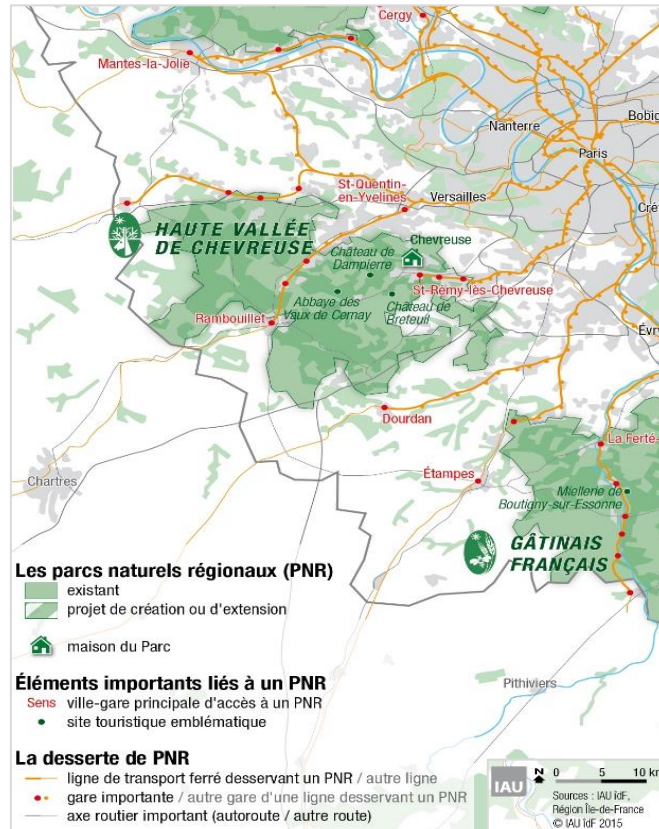 Cergy
Mantes-la-Jolie
Nanterre
Bobig
Paris
St-Quentin-
en-Yvelines
Versailles
Cré
HAUTE VALLÉE
DE CHEVREUSE
Chevreuse
Château de
Dampierre
St-Rémy-lès-Chevreuse
Abbaye des
Vaux de Cernay
Château de
Breteuil
Rambouillet
Évry
Dourdan
La Ferté-
Étampes
Chartres
Miellerie de
Boutigny-sur-Essonne
GÂTINAIS
FRANÇAIS
Les parcs naturels régionaux (PNR)
existant
projet de création ou d'extension
maison du Parc
Pithiviers
Éléments importants liés à un PNR
Sens ville-gare principale d'accès à un PNR
site touristique emblématique
La desserte de PNR
ligne de transport ferré desservant un PNR / autre ligne
gare importante / autre gare d'une ligne desservant un PNR
axe routier important (autoroute / autre route)
IAU
N 0 5 10 km
Sources : IAU îdF,
Région Île-de-France
© IAU îdF 2015